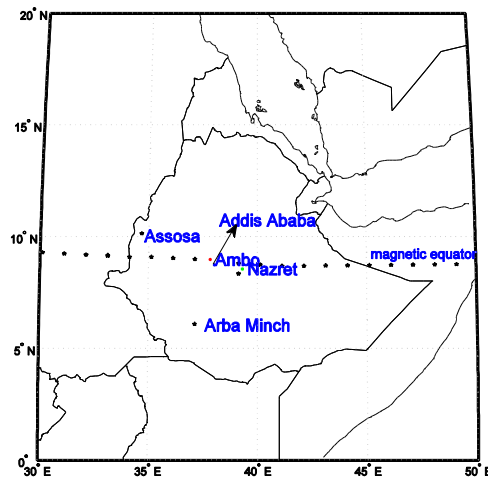 20° N
15° N
Addis Ababa
Assosa
10° N
magnetic equator
Ambo
Nazret
Arba Minch
5° N
0°
30° E
35° E
40° E
45° E
50° E